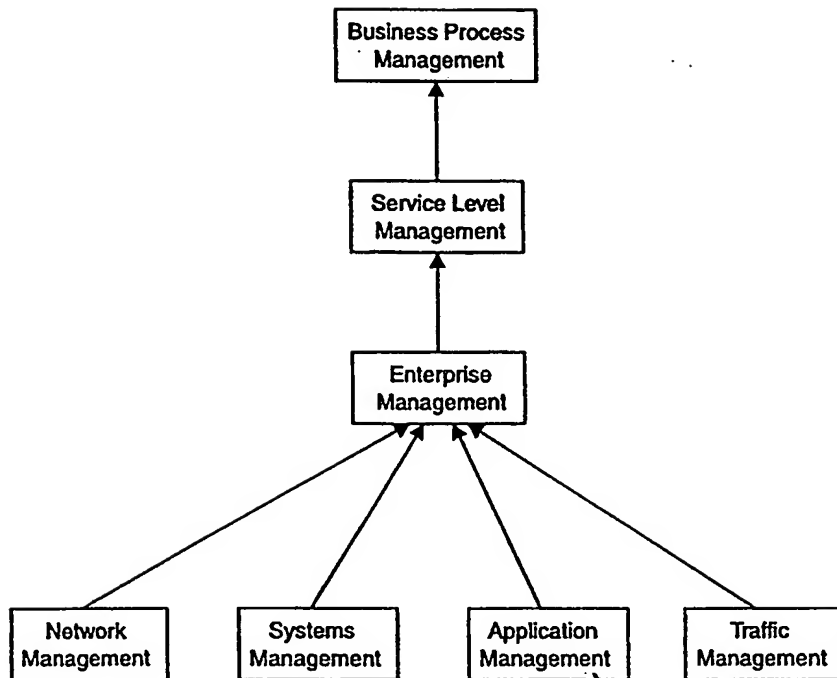 Business Process
Management
Service Level
Management
Enterprise
Management
Network
Management
Systems
Management
Application
Management
Traffic
Management